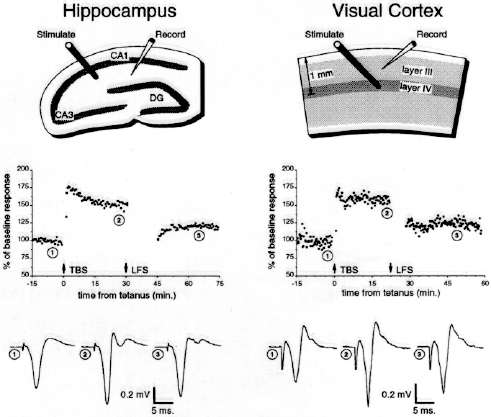 Hippocampus
Stimulate
Record
CA1
DG
CA3
% of baseline response
200
175
150
125
100
75
50
①
②
③
TBS
LFS
-15 0 15 30 45 60 75
time from tetanus (min.)
① ② ③
0.2 mV
5 ms.
Visual Cortex
Stimulate
Record
1 mm
layer III
layer IV
% of baseline response
200
175
150
125
100
75
50
①
②
③
TBS
LFS
-15 0 15 30 45 60
time from tetanus (min.)
① ② ③
0.2 mV
5 ms.